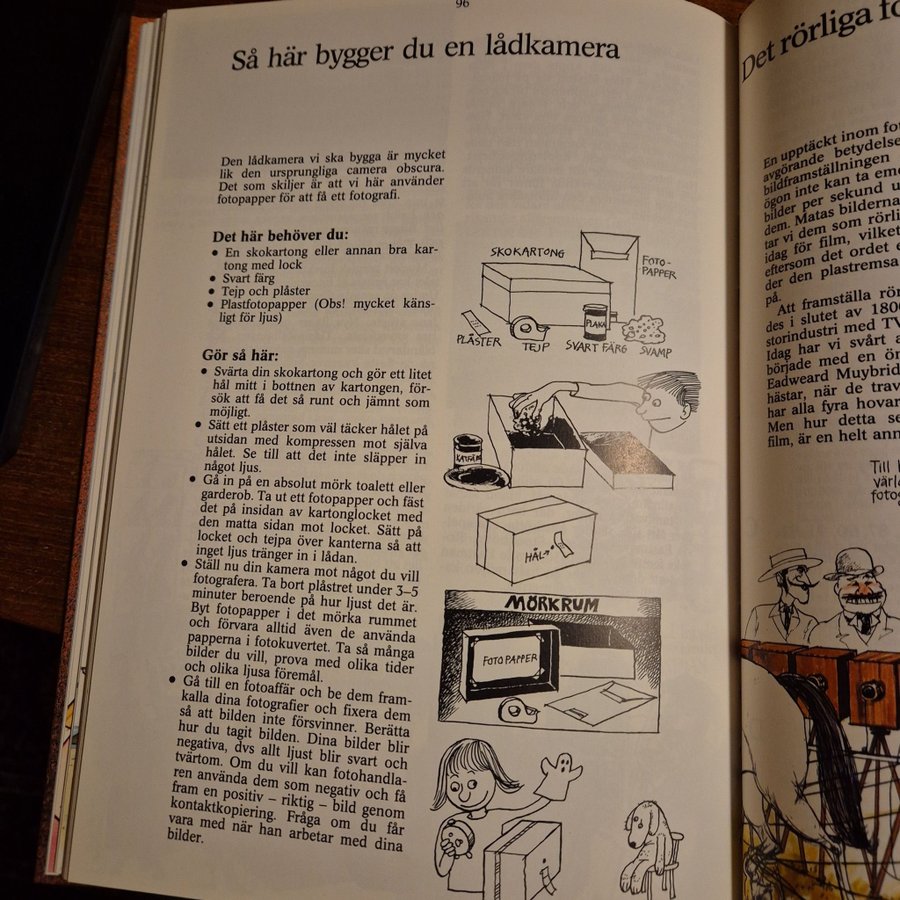 96
Så här bygger du en lådkamera
Den lådkamera vi ska bygga är mycket
lik den ursprungliga camera obscura.
Det som skiljer är att vi här använder
fotopapper för att få ett fotografi.
Det här behöver du:
● En skokartong eller annan bra kar-
tong med lock
● Svart färg
● Tejp och plåster
● Plastfotopapper (Obs! mycket käns-
ligt för ljus)
Gör så här:
● Svärta din skokartong och gör ett litet
hål mitt i bottnen av kartongen, för-
sök att få det så runt och jämnt som
möjligt.
● Sätt ett plåster som väl täcker hålet på
utsidan med kompressen mot själva
hålet. Se till att det inte släpper in
något ljus.
● Gå in på en absolut mörk toalett eller
garderob. Ta ut ett fotopapper och fäst
det på insidan av kartonglocket med
den matta sidan mot locket. Sätt på
locket och tejpa över kanterna så att
inget ljus tränger in i lådan.
● Ställ nu din kamera mot något du vill
fotografera. Ta bort plåstret under 3–5
minuter beroende på hur ljust det är.
Byt fotopapper i det mörka rummet
och förvara alltid även de använda
papperna i fotokuvertet. Ta så många
bilder du vill, prova med olika tider
och olika ljusa föremål.
● Gå till en fotoaffär och be dem fram-
kalla dina fotografier och fixera dem
så att bilden inte försvinner. Berätta
hur du tagit bilden. Dina bilder blir
negativa, dvs allt ljust blir svart och
tvärtom. Om du vill kan fotohandla-
ren använda dem som negativ och få
fram en positiv – riktig – bild genom
kontaktkopiering. Fråga om du får
vara med när han arbetar med dina
bilder.
SKOKARTONG
FOTO-
PAPPER
PLÅSTER
TEJP
PLAKA
SVART FÄRG
SVAMP
HÅL→
MÖRKRUM
FOTOPAPPER
Det rörliga fo
En upptäckt inom fo
avgörande betydelse
bildframställningen
ögon inte kan ta emo
bilder per sekund u
dem. Matas bilderna
tar vi dem som rörli
idag för film, vilket
eftersom det ordet e
der den plastremsa
på.
Att framställa rör
des i slutet av 180
storindustri med TV
Idag har vi svårt a
började med en ör
Eadweard Muybrid
hästar, när de trav
har alla fyra hovar
Men hur detta se
film, är en helt ann
Till
värl
fotog